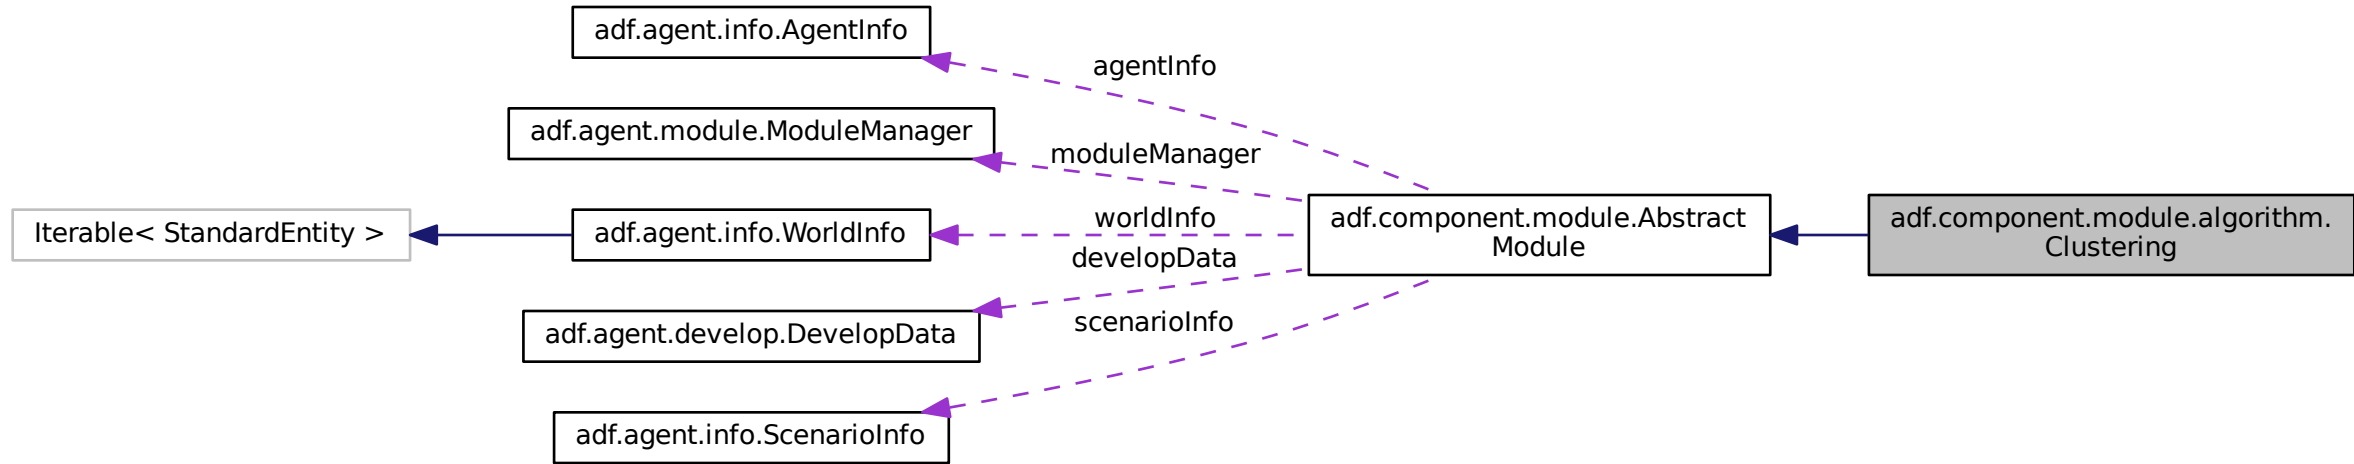 adf.agent.info.AgentInfo
agentInfo
adf.agent.module.ModuleManager
moduleManager
Iterable< StandardEntity >
adf.agent.info.WorldInfo
worldInfo
adf.component.module.Abstract
Module
adf.component.module.algorithm.
Clustering
developData
adf.agent.develop.DevelopData
scenarioInfo
adf.agent.info.ScenarioInfo